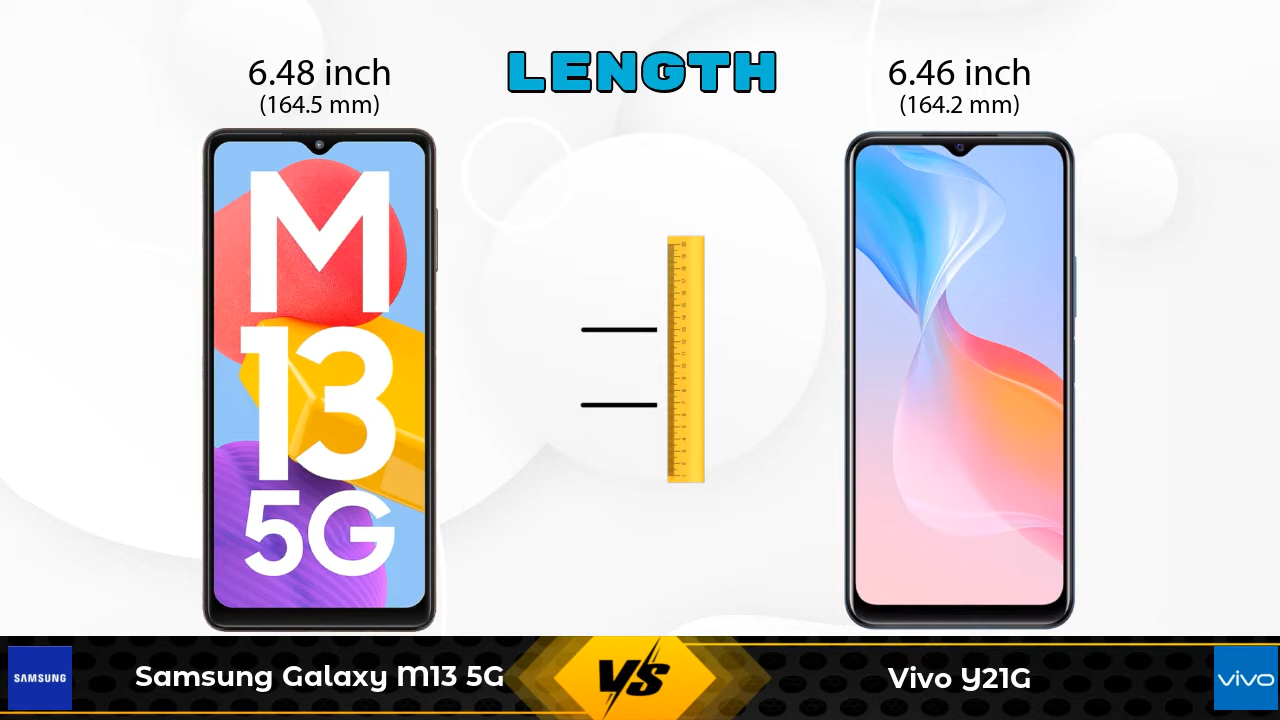 LENGTH
6.48 inch
(164.5 mm)
6.46 inch
(164.2 mm)
M
13
5G
SAMSUNG
Samsung Galaxy M13 5G
VS
Vivo Y21G
vivo